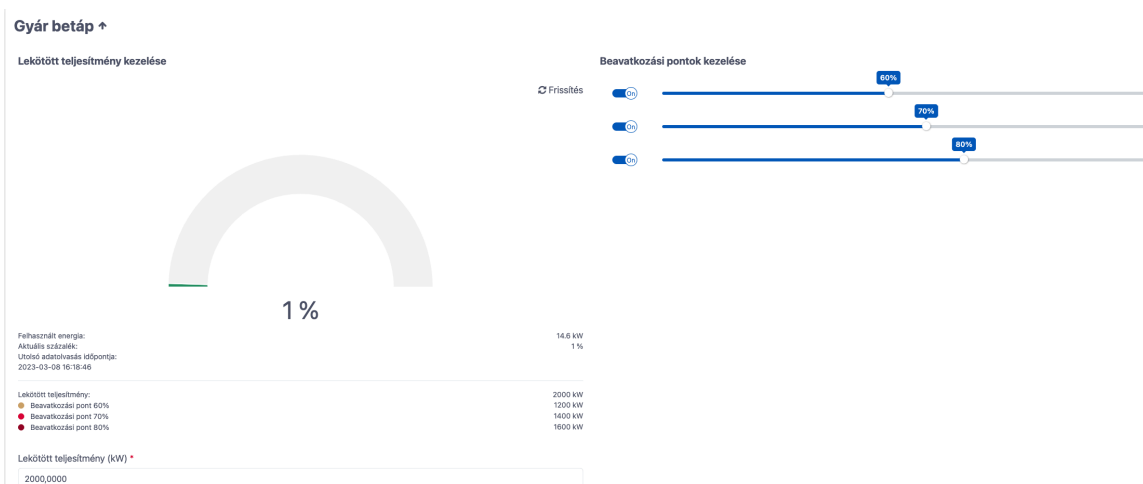 Gyár betáp ↑
Lekötött teljesítmény kezelése
Frissítés
1 %
Felhasznált energia: 14.6 kW
Aktuális százalék: 1 %
Utolsó adatolvasás időpontja:
2023-03-08 16:18:46
Lekötött teljesítmény: 2000 kW
Beavatkozási pont 60% 1200 kW
Beavatkozási pont 70% 1400 kW
Beavatkozási pont 80% 1600 kW
Lekötött teljesítmény (kW) *
2000,0000
Beavatkozási pontok kezelése
60%
On
70%
On
80%
On